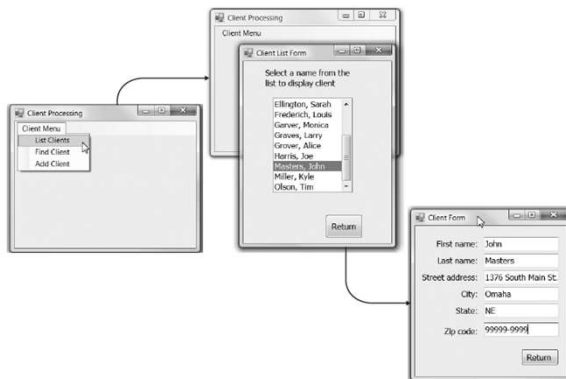 Client Processing
Client Menu
List Clients
Find Client
Add Client
Client Processing
Client Menu
Client List Form
Select a name from the
list to display client
Ellington, Sarah
Frederich, Louis
Garver, Monica
Graves, Larry
Grover, Alice
Harris, Joe
Masters, John
Miller, Kyle
Olson, Tim
Return
Client Form
First name: John
Last name: Masters
Street address: 1376 South Main St.
City: Omaha
State: NE
Zip code: 99999-9999
Return